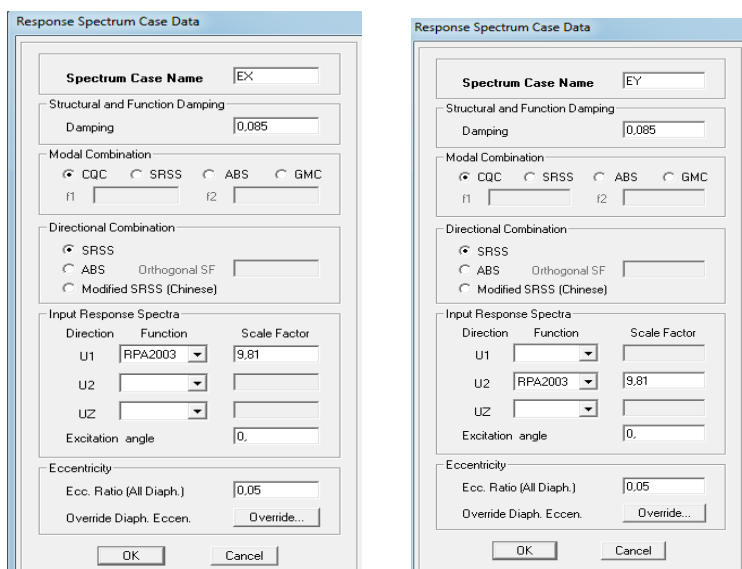 Response Spectrum Case Data
Spectrum Case Name EX
Structural and Function Damping
Damping 0,085
Modal Combination
CQC SRSS ABS GMC
f1 f2
Directional Combination
SRSS
ABS Orthogonal SF
Modified SRSS (Chinese)
Input Response Spectra
Direction Function Scale Factor
U1 RPA2003 9,81
U2
UZ
Excitation angle 0,
Eccentricity
Ecc. Ratio (All Diaph.) 0,05
Override Diaph. Eccen. Override...
OK Cancel
Response Spectrum Case Data
Spectrum Case Name EY
Structural and Function Damping
Damping 0,085
Modal Combination
CQC SRSS ABS GMC
f1 f2
Directional Combination
SRSS
ABS Orthogonal SF
Modified SRSS (Chinese)
Input Response Spectra
Direction Function Scale Factor
U1
U2 RPA2003 9,81
UZ
Excitation angle 0,
Eccentricity
Ecc. Ratio (All Diaph.) 0,05
Override Diaph. Eccen. Override...
OK Cancel